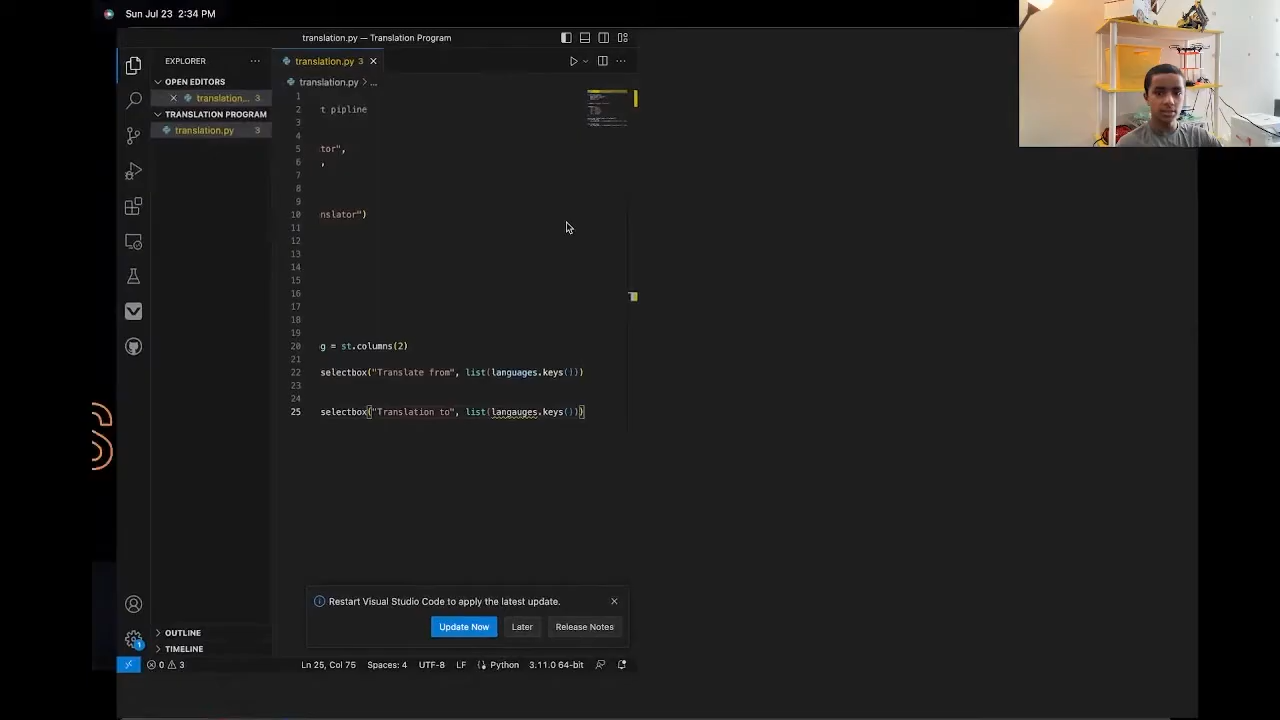 Sun Jul 23 2:34 PM
translation.py — Translation Program
EXPLORER
OPEN EDITORS
translation... 3
TRANSLATION PROGRAM
translation.py 3
translation.py 3
translation.py > ...
1
2 t pipline
3
4
5 tor",
6 ,
7
8
9
10 nslator")
11
12
13
14
15
16
17
18
19
20 g = st.columns(2)
21
22 selectbox("Translate from", list(languages.keys()))
23
24
25 selectbox("Translation to", list(langauges.keys()))
S
Restart Visual Studio Code to apply the latest update.
Update Now Later Release Notes
OUTLINE
1
TIMELINE
0 3 Ln 25, Col 75 Spaces: 4 UTF-8 LF Python 3.11.0 64-bit